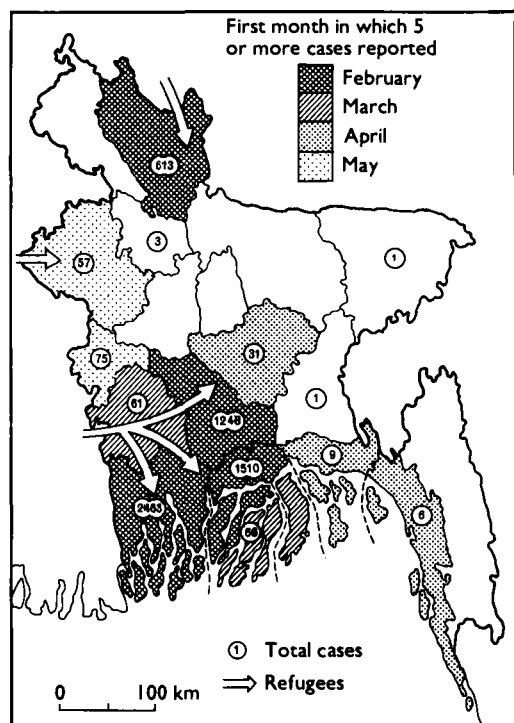 First month in which 5
or more cases reported
February
March
April
May
613
3
1
57
75
31
61
1248
1
1510
9
2463
66
6
1 Total cases
Refugees
0 100 km